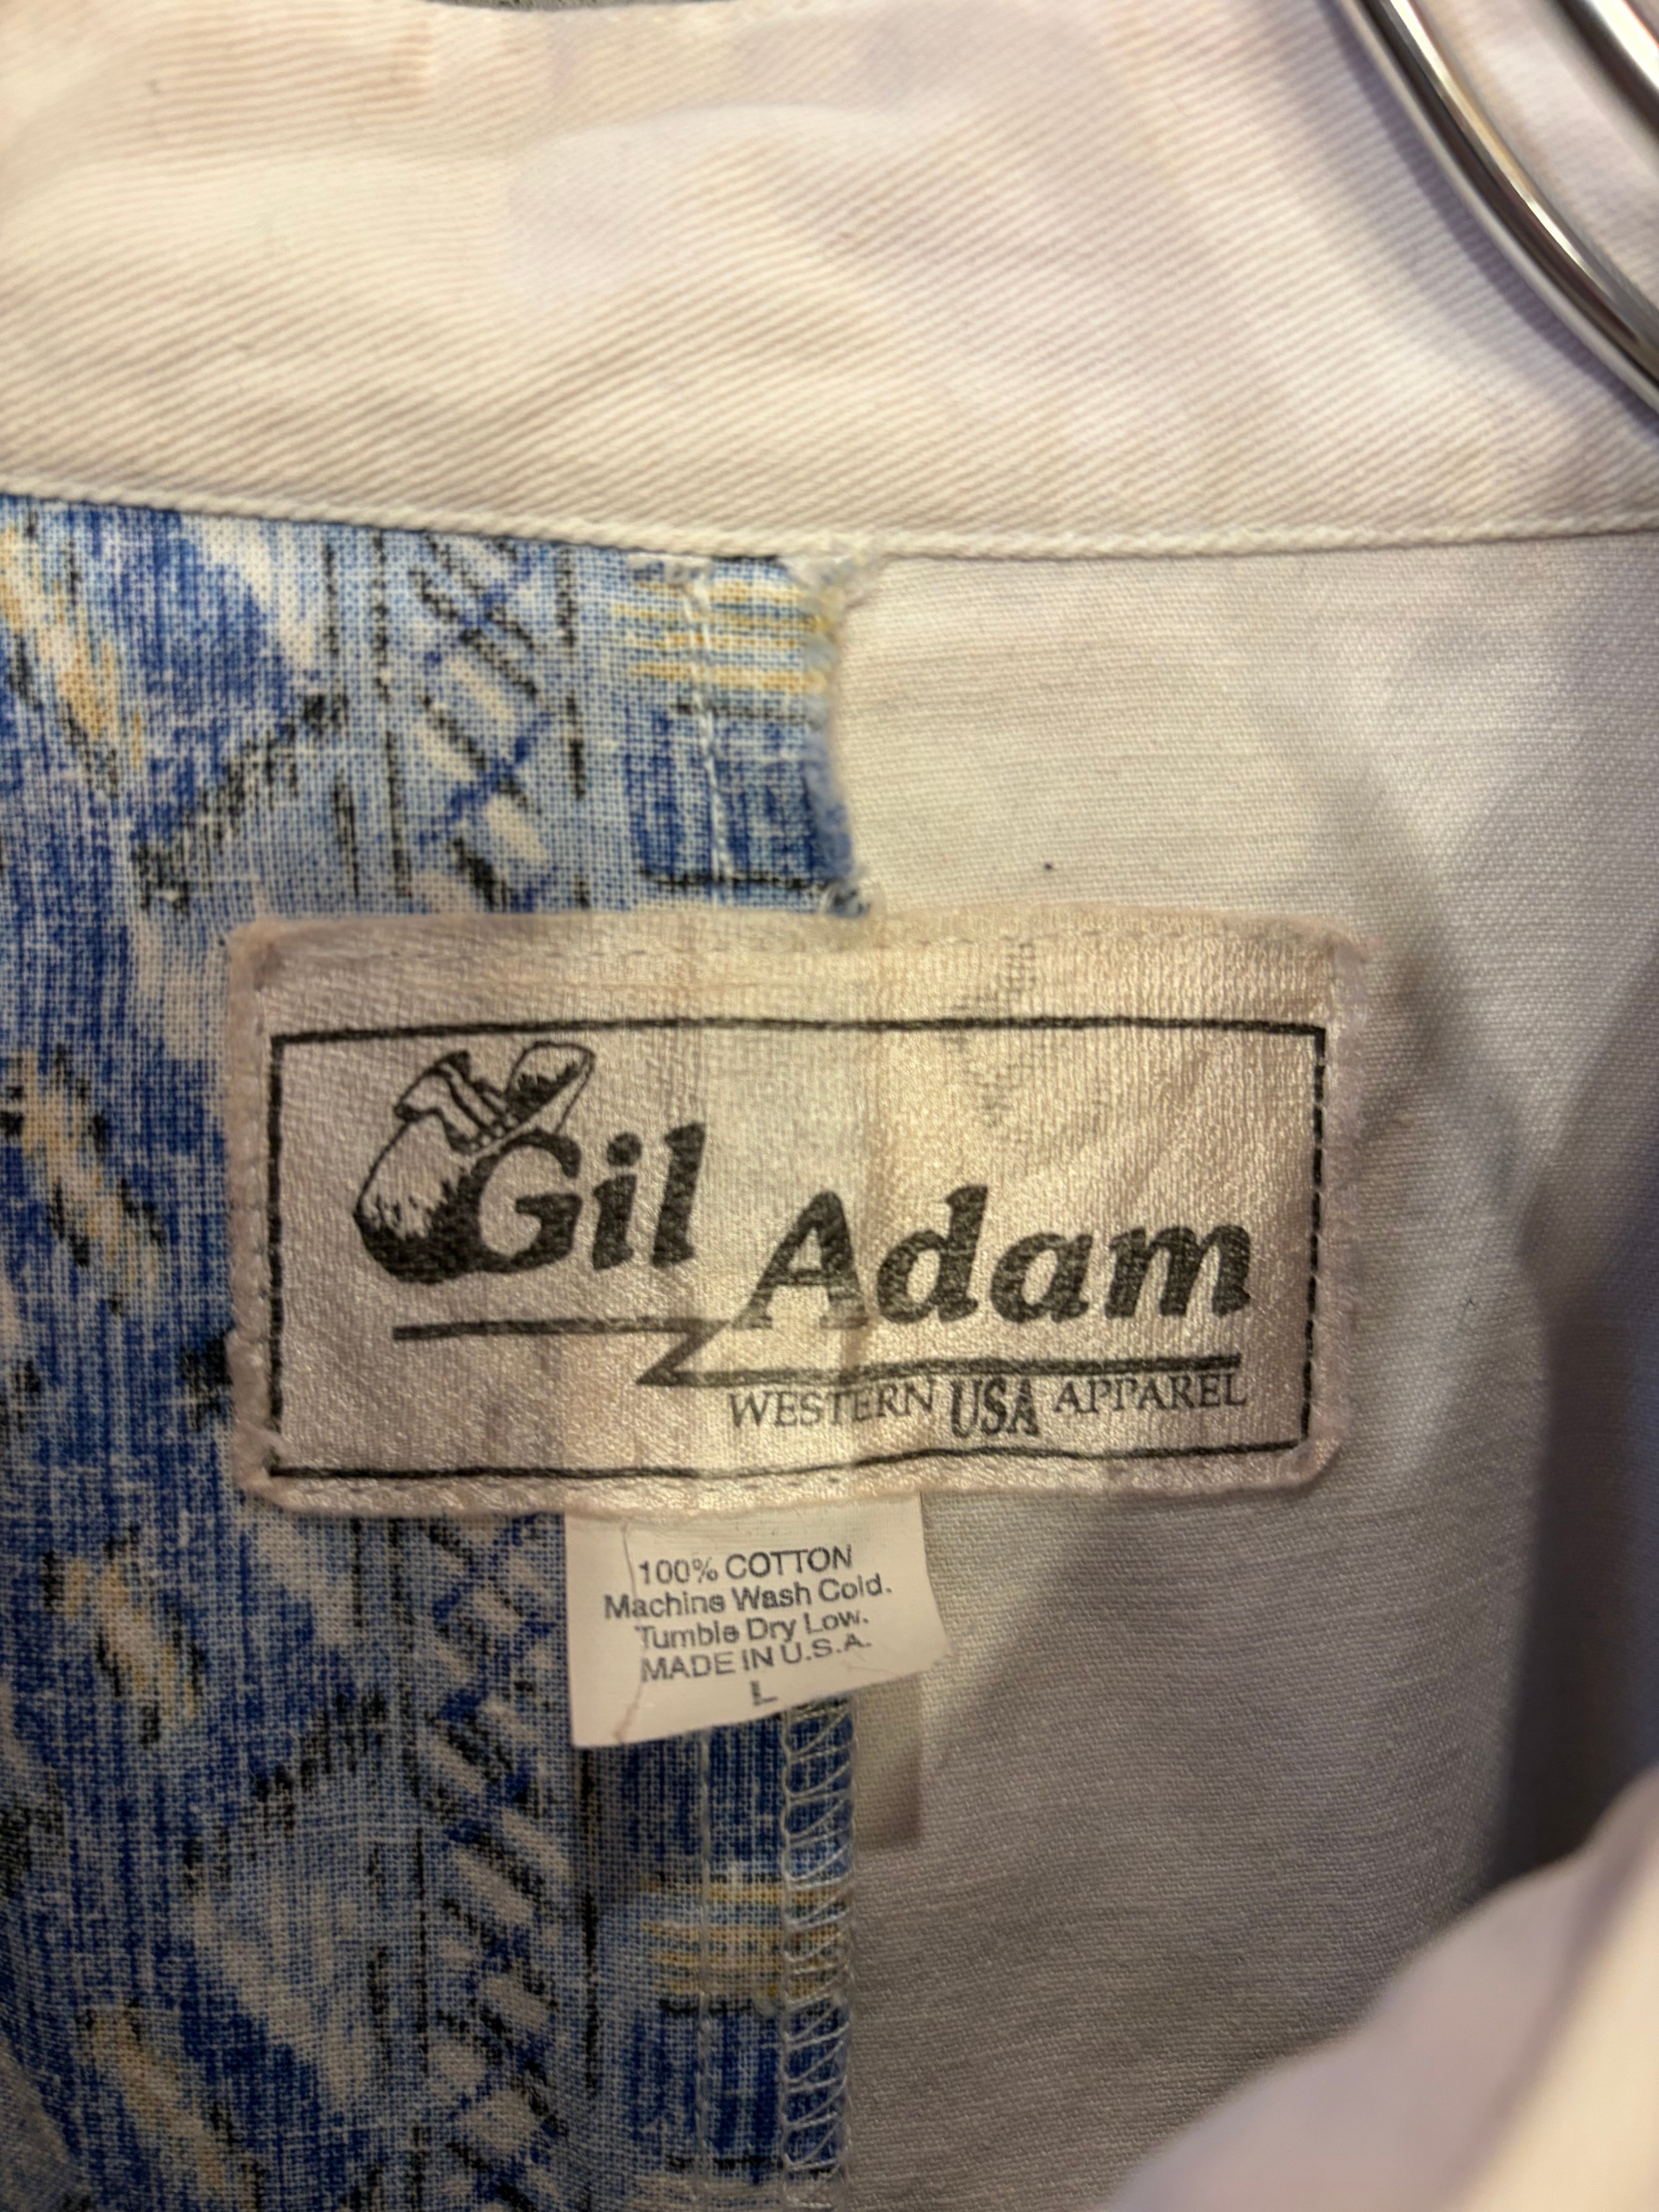 Gil Adam
WESTERN USA APPAREL
100% COTTON
Machine Wash Cold.
Tumble Dry Low.
MADE IN U.S.A.
L